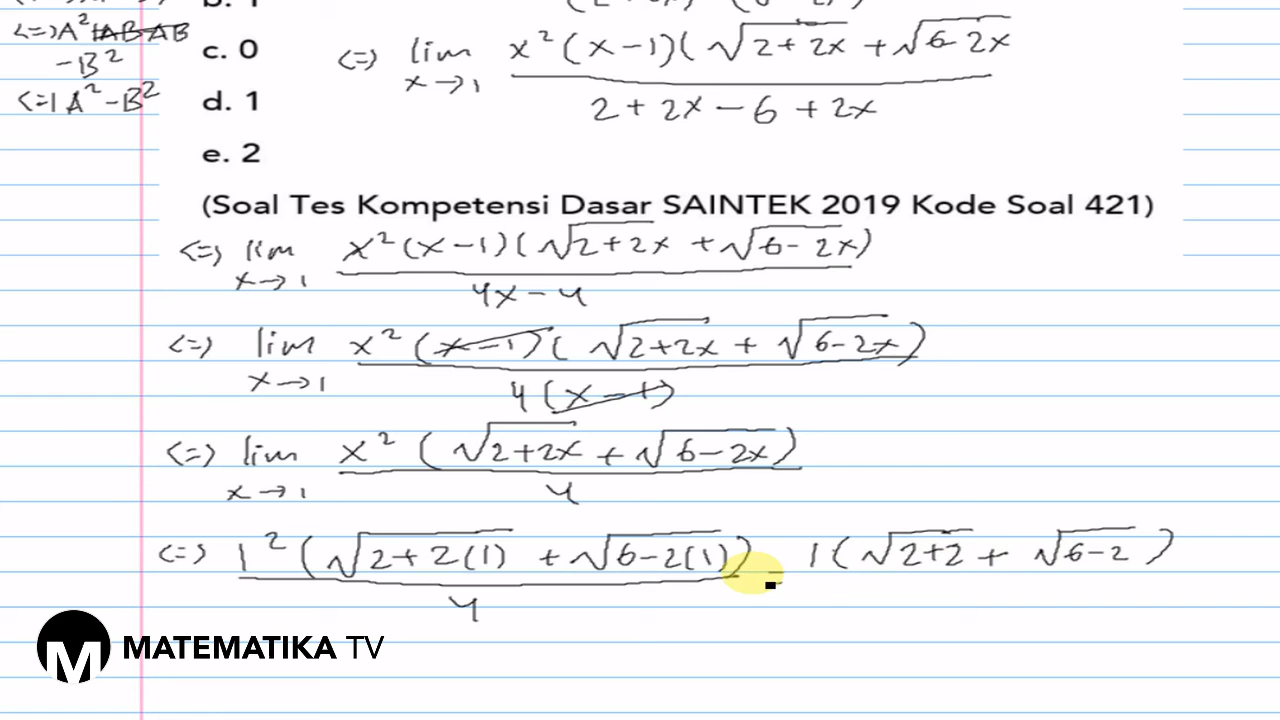 <=> A² + AB - AB
- B²
<=> A² - B²
c. 0
d. 1
e. 2
<=> lim x→1 x²(x-1)(√2+2x + √6-2x
2 + 2x - 6 + 2x
(Soal Tes Kompetensi Dasar SAINTEK 2019 Kode Soal 421)
<=> lim x→1 x²(x-1)(√2+2x + √6-2x)
4x - 4
<=> lim x→1 x²(x-1)(√2+2x + √6-2x)
4(x-1)
<=> lim x→1 x²(√2+2x + √6-2x)
4
<=> 1²(√2+2(1) + √6-2(1)) = 1(√2+2 + √6-2)
4
MATEMATIKA TV